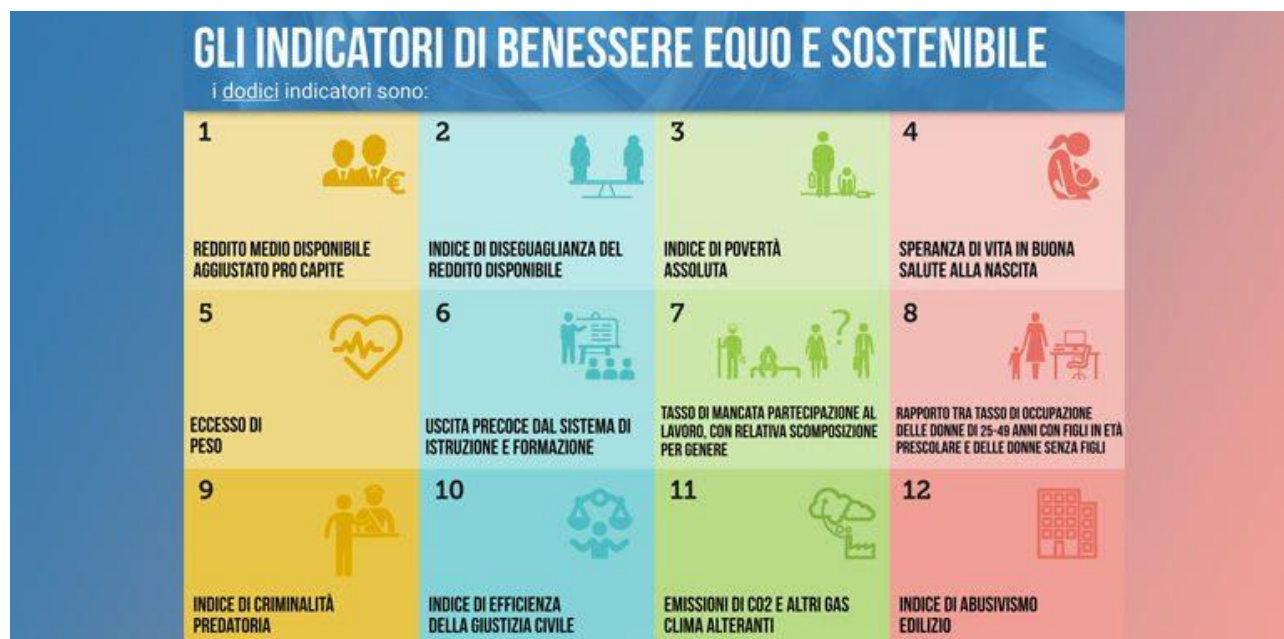 GLI INDICATORI DI BENESSERE EQUO E SOSTENIBILE
i dodici indicatori sono:
1
REDDITO MEDIO DISPONIBILE
AGGIUSTATO PRO CAPITE
2
INDICE DI DISEGUAGLIANZA DEL
REDDITO DISPONIBILE
3
INDICE DI POVERTÀ
ASSOLUTA
4
SPERANZA DI VITA IN BUONA
SALUTE ALLA NASCITA
5
ECCESSO DI
PESO
6
USCITA PRECOCE DAL SISTEMA DI
ISTRUZIONE E FORMAZIONE
7
TASSO DI MANCATA PARTECIPAZIONE AL
LAVORO, CON RELATIVA SCOMPOSIZIONE
PER GENERE
8
RAPPORTO TRA TASSO DI OCCUPAZIONE
DELLE DONNE DI 25-49 ANNI CON FIGLI IN ETÀ
PRESCOLARE E DELLE DONNE SENZA FIGLI
9
INDICE DI CRIMINALITÀ
PREDATORIA
10
INDICE DI EFFICIENZA
DELLA GIUSTIZIA CIVILE
11
EMISSIONI DI CO2 E ALTRI GAS
CLIMA ALTERANTI
12
INDICE DI ABUSIVISMO
EDILIZIO